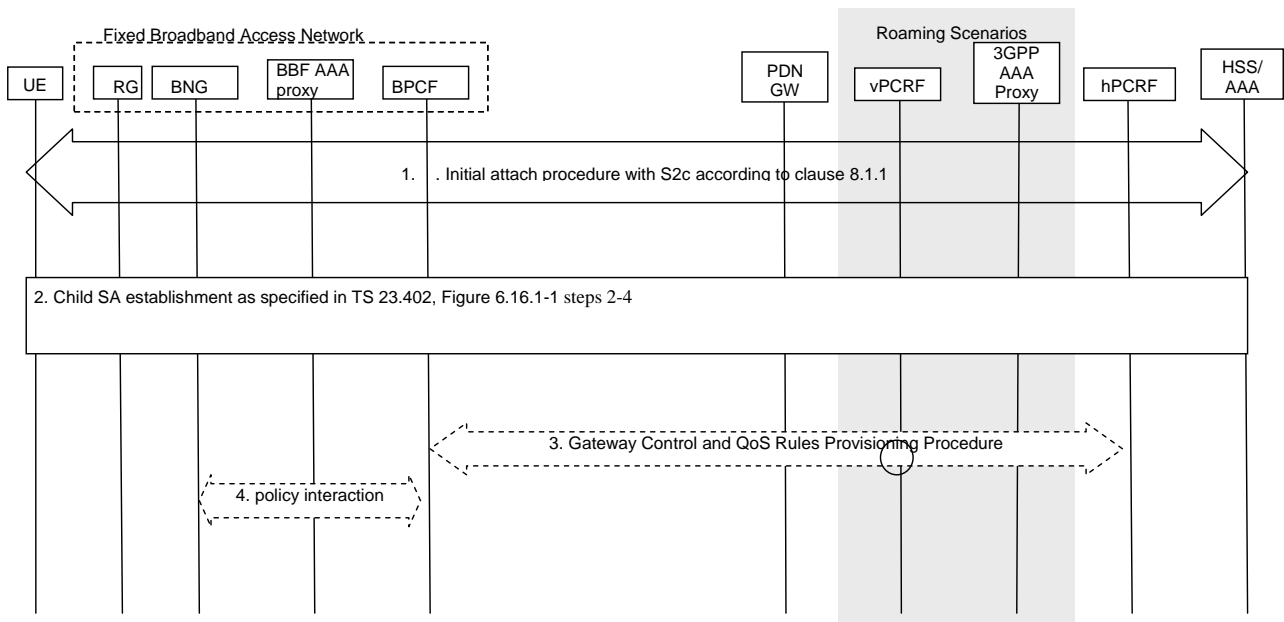 Fixed Broadband Access Network
Roaming Scenarios
UE
RG
BNG
BBF AAA
proxy
BPCF
PDN
GW
vPCRF
3GPP
AAA
Proxy
hPCRF
HSS/
AAA
1. . Initial attach procedure with S2c according to clause 8.1.1
2. Child SA establishment as specified in TS 23.402, Figure 6.16.1-1 steps 2-4
3. Gateway Control and QoS Rules Provisioning Procedure
4. policy interaction